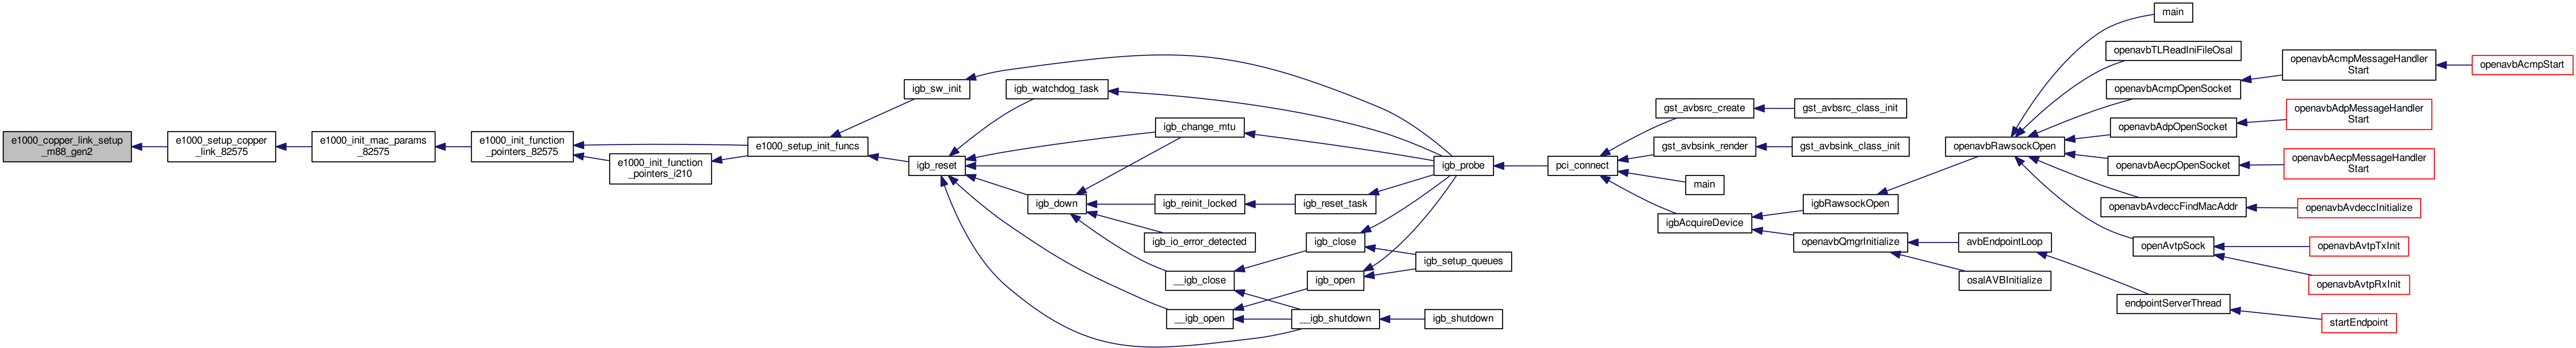 e1000_copper_link_setup
_m88_gen2
e1000_setup_copper
_link_82575
e1000_init_mac_params
_82575
e1000_init_function
_pointers_82575
e1000_init_function
_pointers_i210
e1000_setup_init_funcs
igb_sw_init
igb_reset
igb_watchdog_task
igb_change_mtu
igb_down
igb_reinit_locked
igb_reset_task
igb_io_error_detected
igb_close
__igb_close
igb_setup_queues
igb_open
__igb_open
__igb_shutdown
igb_shutdown
igb_probe
pci_connect
gst_avbsrc_create
gst_avbsrc_class_init
gst_avbsink_render
gst_avbsink_class_init
main
igbAcquireDevice
igbRawsockOpen
openavbQmgrInitialize
avbEndpointLoop
osalAVBInitialize
openavbRawsockOpen
main
openavbTLReadIniFileOsal
openavbAcmpOpenSocket
openavbAcmpMessageHandler
Start
openavbAcmpStart
openavbAdpOpenSocket
openavbAdpMessageHandler
Start
openavbAecpOpenSocket
openavbAecpMessageHandler
Start
openavbAvdeccFindMacAddr
openavbAvdeccInitialize
openAvtpSock
openavbAvtpTxInit
openavbAvtpRxInit
endpointServerThread
startEndpoint